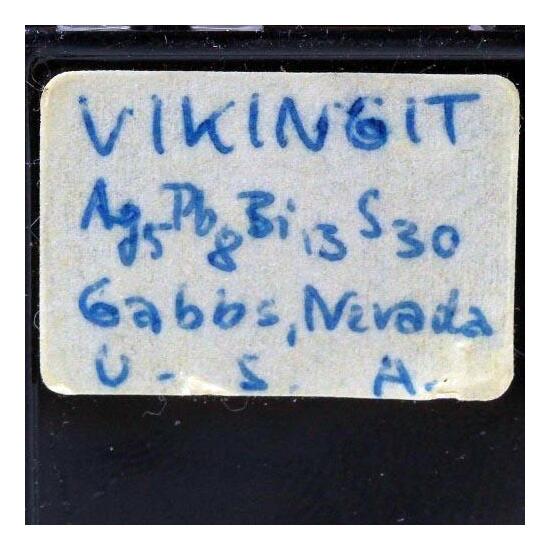 VIKINGIT
Ag5Pb8Bi13S30
Gabbs, Nevada
U-S.A.